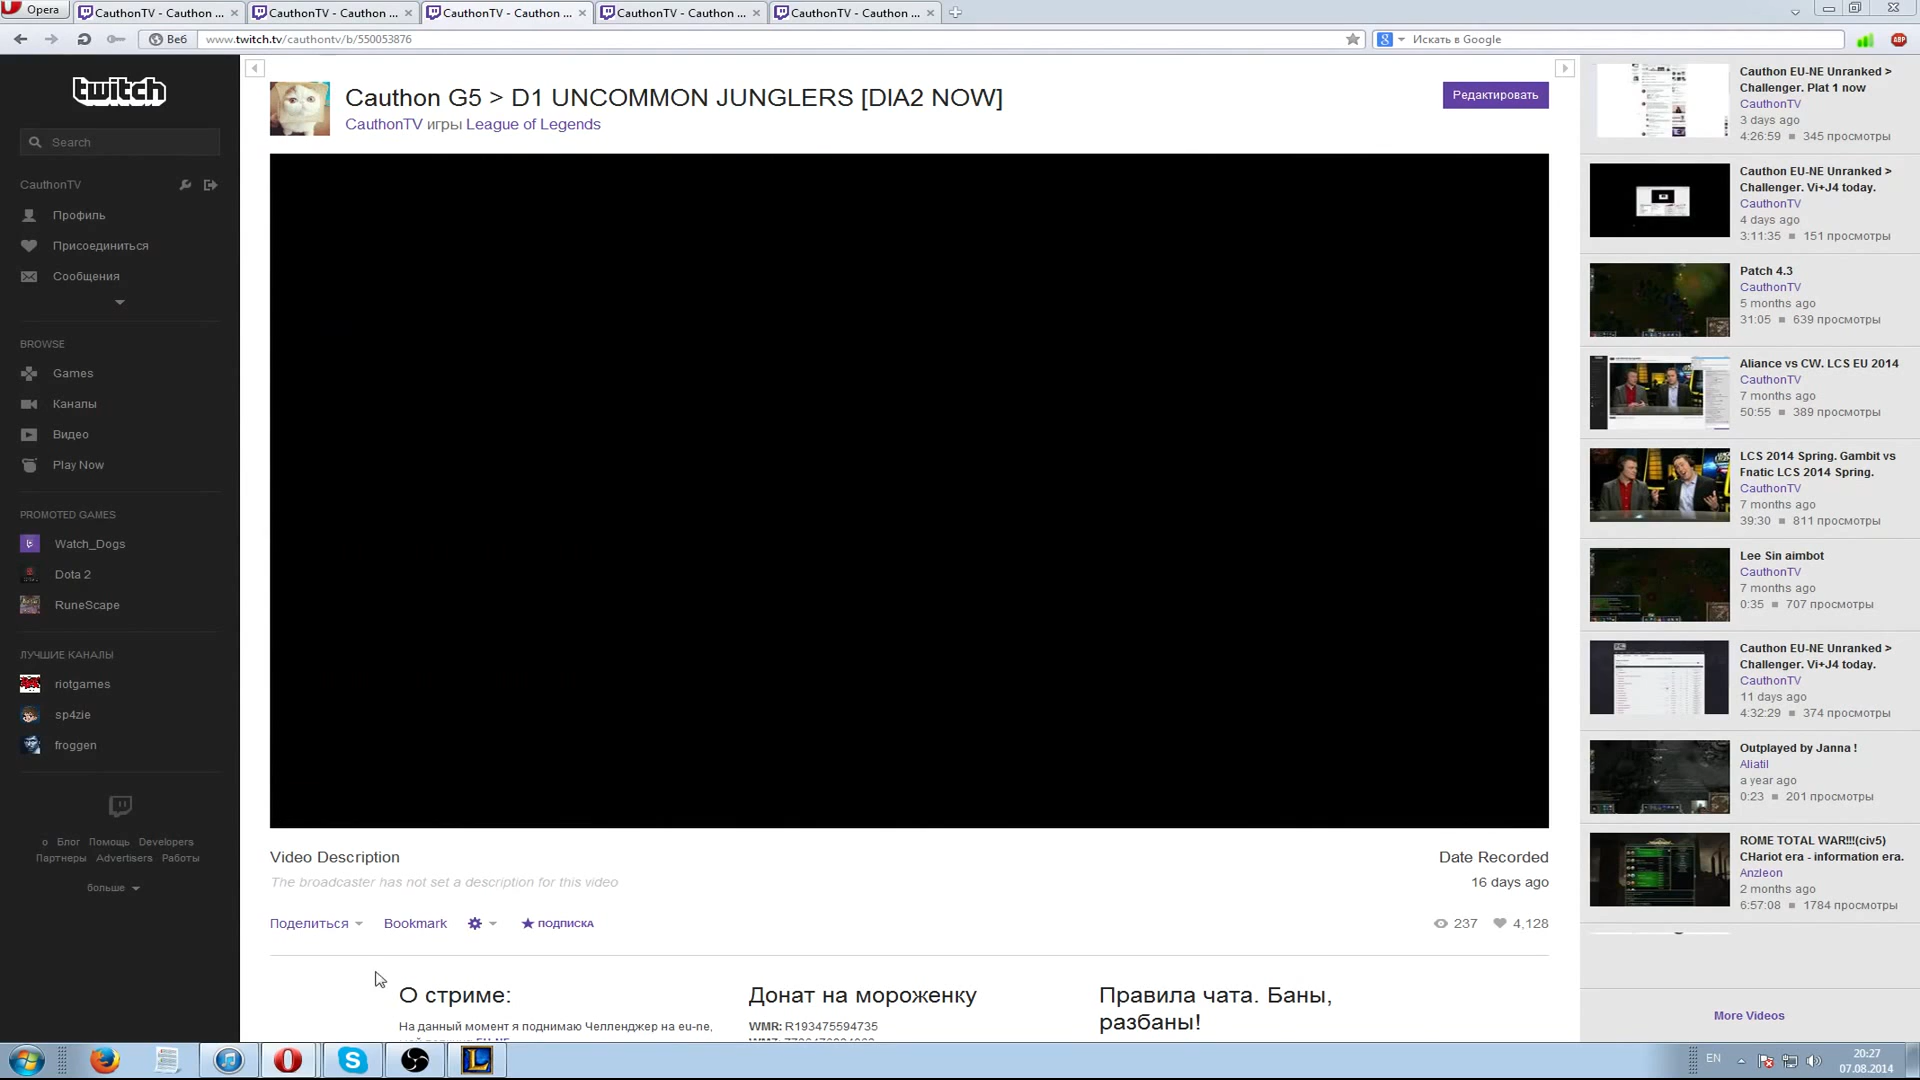 Opera
CauthonTV - Cauthon ...
CauthonTV - Cauthon ...
CauthonTV - Cauthon ...
CauthonTV - Cauthon ...
CauthonTV - Cauthon ...
Веб
www.twitch.tv/cauthontv/b/550053876
Искать в Google
ABP
twitch
Search
CauthonTV
Профиль
Присоединиться
Сообщения
BROWSE
Games
Каналы
Видео
Play Now
PROMOTED GAMES
Watch_Dogs
Dota 2
RuneScape
ЛУЧШИЕ КАНАЛЫ
riotgames
sp4zie
froggen
о Блог Помощь Developers
Партнеры Advertisers Работы
больше
Cauthon G5 > D1 UNCOMMON JUNGLERS [DIA2 NOW]
CauthonTV игры League of Legends
Редактировать
Video Description
The broadcaster has not set a description for this video
Date Recorded
16 days ago
Поделиться
Bookmark
ПОДПИСКА
237
4,128
О стриме:
На данный момент я поднимаю Челленджер на eu-ne,
Донат на мороженку
WMR: R193475594735
Правила чата. Баны,
разбаны!
Cauthon EU-NE Unranked >
Challenger. Plat 1 now
CauthonTV
3 days ago
4:26:59 345 просмотры
Cauthon EU-NE Unranked >
Challenger. Vi+J4 today.
CauthonTV
4 days ago
3:11:35 151 просмотры
Patch 4.3
CauthonTV
5 months ago
31:05 639 просмотры
Aliance vs CW. LCS EU 2014
CauthonTV
7 months ago
50:55 389 просмотры
LCS 2014 Spring. Gambit vs
Fnatic LCS 2014 Spring.
CauthonTV
7 months ago
39:30 811 просмотры
Lee Sin aimbot
CauthonTV
7 months ago
0:35 707 просмотры
Cauthon EU-NE Unranked >
Challenger. Vi+J4 today.
CauthonTV
11 days ago
4:32:29 374 просмотры
Outplayed by Janna !
Aliatil
a year ago
0:23 201 просмотры
ROME TOTAL WAR!!!(civ5)
CHariot era - information era.
Anzleon
2 months ago
6:57:08 1784 просмотры
More Videos
EN
20:27
07.08.2014